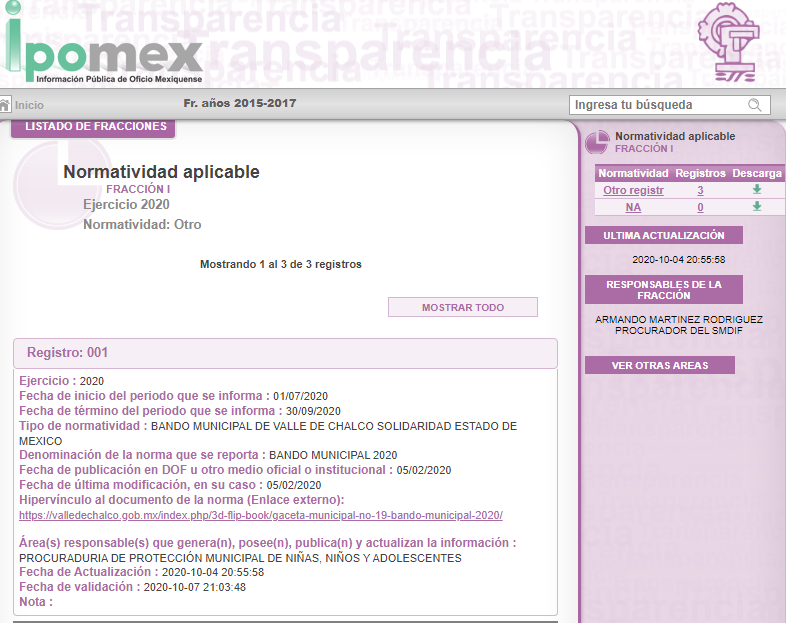 Transparencia
ipomex
Información Pública de Oficio Mexiquense
Inicio
Fr. años 2015-2017
Ingresa tu búsqueda
LISTADO DE FRACCIONES
Normatividad aplicable
FRACCIÓN I
Ejercicio 2020
Normatividad: Otro
Mostrando 1 al 3 de 3 registros
MOSTRAR TODO
Registro: 001
Ejercicio : 2020
Fecha de inicio del periodo que se informa : 01/07/2020
Fecha de término del periodo que se informa : 30/09/2020
Tipo de normatividad : BANDO MUNICIPAL DE VALLE DE CHALCO SOLIDARIDAD ESTADO DE
MEXICO
Denominación de la norma que se reporta : BANDO MUNICIPAL 2020
Fecha de publicación en DOF u otro medio oficial o institucional : 05/02/2020
Fecha de última modificación, en su caso : 05/02/2020
Hipervínculo al documento de la norma (Enlace externo):
https://valledechalco.gob.mx/index.php/3d-flip-book/gaceta-municipal-no-19-bando-municipal-2020/
Área(s) responsable(s) que genera(n), posee(n), publica(n) y actualizan la información :
PROCURADURIA DE PROTECCIÓN MUNICIPAL DE NIÑAS, NIÑOS Y ADOLESCENTES
Fecha de Actualización : 2020-10-04 20:55:58
Fecha de validación : 2020-10-07 21:03:48
Nota :
Normatividad aplicable
FRACCIÓN I
Normatividad Registros Descarga
Otro registr 3
NA 0
ULTIMA ACTUALIZACIÓN
2020-10-04 20:55:58
RESPONSABLES DE LA
FRACCIÓN
ARMANDO MARTINEZ RODRIGUEZ
PROCURADOR DEL SMDIF
VER OTRAS AREAS